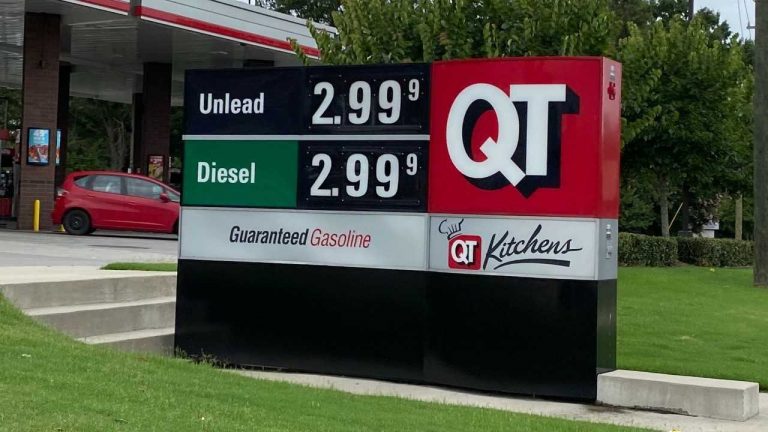 Unlead 2.99 9
Diesel 2.99 9
QT
Guaranteed Gasoline
QT Kitchens